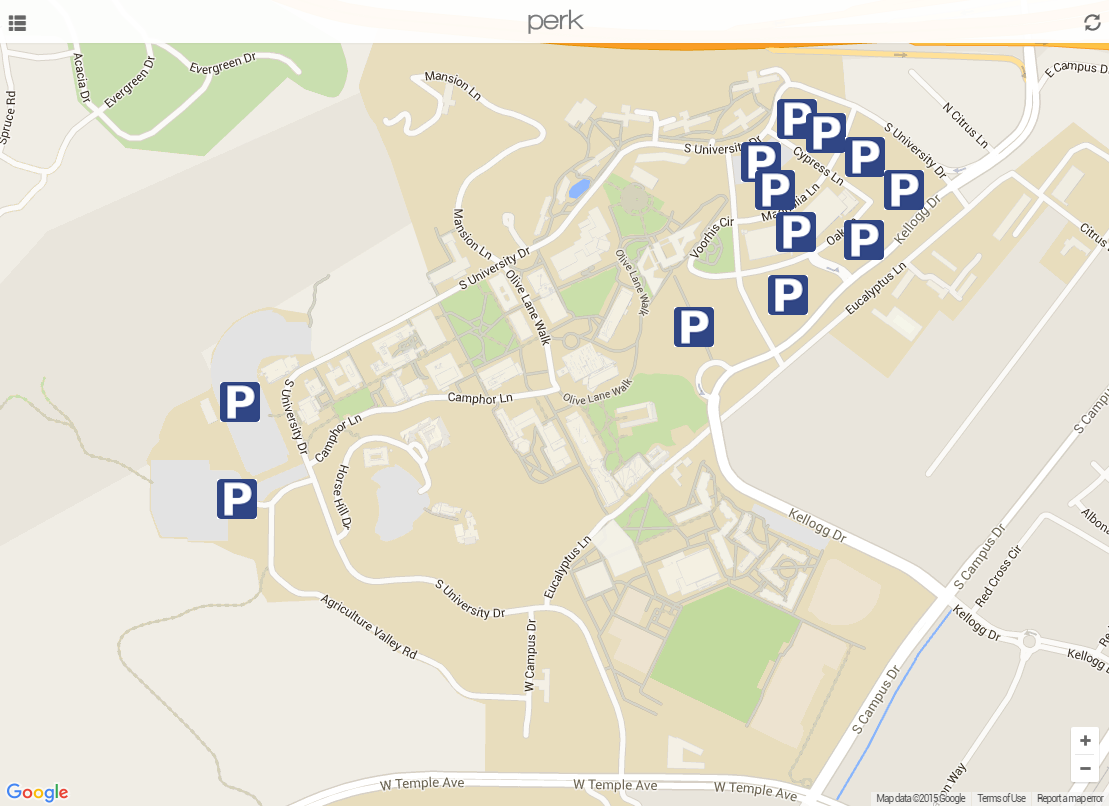 perk
Acacia Dr
Evergreen Dr
Evergreen Dr
Spruce Rd
Mansion Ln
E Campus D
N Citrus Ln
S University Dr
P
P
S University Dr
P
P
Cypress Ln
P
P
Magnolia Ln
P
Oak
P
Kellogg Dr
Voorhis Cir
Mansion Ln
S University Dr
Olive Lane Walk
Olive Lane Walk
Citrus
Eucalyptus Ln
P
P
S University Dr
P
Camphor Ln
Camphor Ln
Olive Lane Walk
S Campus
P
Horse Hill Dr
Kellogg Dr
Albona
Eucalyptus Ln
S Campus Dr
Red Cross Cir
S University Dr
Agriculture Valley Rd
W Campus Dr
Kellogg Dr
Re
Kellogg D
S Campus Dr
on Way
+
−
W Temple Ave
W Temple Ave
W Temple Ave
Google
Map data ©2015 Google
Terms of Use
Report a map error